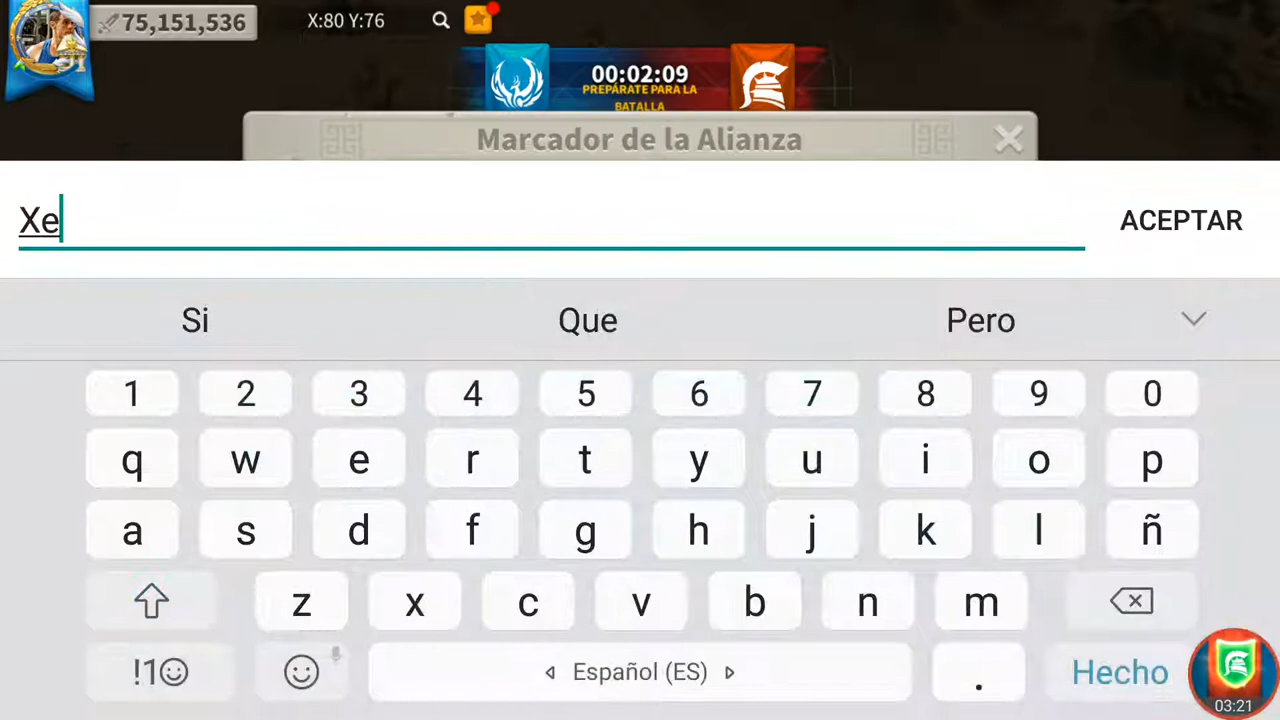 75,151,536
X:80 Y:76
00:02:09
PREPÁRATE PARA LA
BATALLA
Marcador de la Alianza
Xe
ACEPTAR
Si Que Pero
1 2 3 4 5 6 7 8 9 0
q w e r t y u i o p
a s d f g h j k l ñ
z x c v b n m
!1☺ Español (ES) . Hecho
03:21